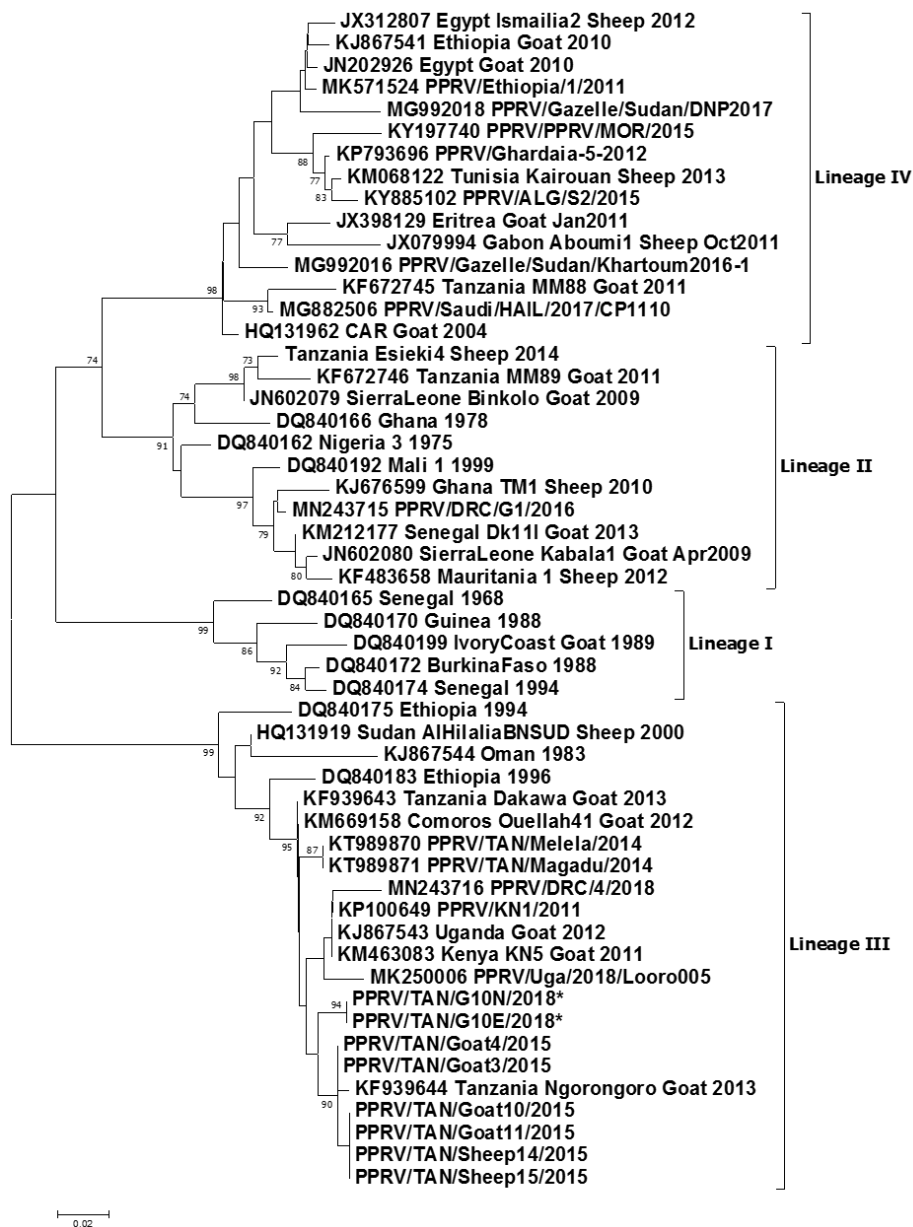 JX312807 Egypt Ismailia2 Sheep 2012
KJ867541 Ethiopia Goat 2010
JN202926 Egypt Goat 2010
MK571524 PPRV/Ethiopia/1/2011
MG992018 PPRV/Gazelle/Sudan/DNP2017
KY197740 PPRV/PPRV/MOR/2015
88
KP793696 PPRV/Ghardaia-5-2012
77
KM068122 Tunisia Kairouan Sheep 2013
Lineage IV
83
KY885102 PPRV/ALG/S2/2015
JX398129 Eritrea Goat Jan2011
77
JX079994 Gabon Aboumi1 Sheep Oct2011
MG992016 PPRV/Gazelle/Sudan/Khartoum2016-1
98
KF672745 Tanzania MM88 Goat 2011
93
MG882506 PPRV/Saudi/HAIL/2017/CP1110
HQ131962 CAR Goat 2004
74
73
Tanzania Esieki4 Sheep 2014
98
KF672746 Tanzania MM89 Goat 2011
74
JN602079 SierraLeone Binkolo Goat 2009
DQ840166 Ghana 1978
91
DQ840162 Nigeria 3 1975
DQ840192 Mali 1 1999
Lineage II
97
KJ676599 Ghana TM1 Sheep 2010
MN243715 PPRV/DRC/G1/2016
79
KM212177 Senegal Dk11I Goat 2013
JN602080 SierraLeone Kabala1 Goat Apr2009
80
KF483658 Mauritania 1 Sheep 2012
DQ840165 Senegal 1968
99
DQ840170 Guinea 1988
86
DQ840199 IvoryCoast Goat 1989
Lineage I
92
DQ840172 BurkinaFaso 1988
84
DQ840174 Senegal 1994
DQ840175 Ethiopia 1994
99
HQ131919 Sudan AlHilaliaBNSUD Sheep 2000
KJ867544 Oman 1983
DQ840183 Ethiopia 1996
92
KF939643 Tanzania Dakawa Goat 2013
KM669158 Comoros Ouellah41 Goat 2012
95
87
KT989870 PPRV/TAN/Melela/2014
KT989871 PPRV/TAN/Magadu/2014
MN243716 PPRV/DRC/4/2018
KP100649 PPRV/KN1/2011
KJ867543 Uganda Goat 2012
KM463083 Kenya KN5 Goat 2011
Lineage III
MK250006 PPRV/Uga/2018/Looro005
94
PPRV/TAN/G10N/2018*
PPRV/TAN/G10E/2018*
PPRV/TAN/Goat4/2015
PPRV/TAN/Goat3/2015
KF939644 Tanzania Ngorongoro Goat 2013
90
PPRV/TAN/Goat10/2015
PPRV/TAN/Goat11/2015
PPRV/TAN/Sheep14/2015
PPRV/TAN/Sheep15/2015
0.02